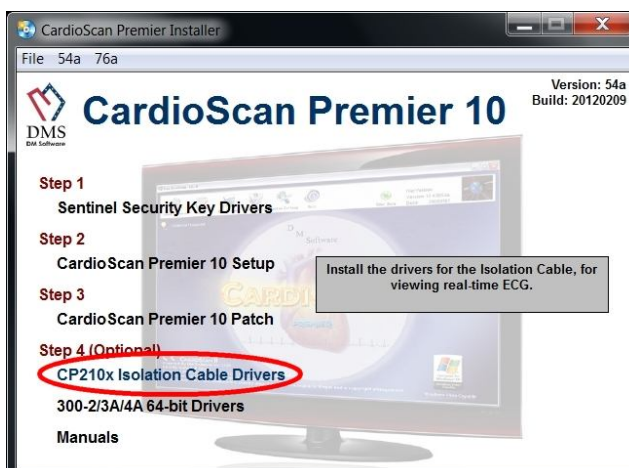 CardioScan Premier Installer
File 54a 76a
Version: 54a
Build: 20120209
DMS
DM Software
CardioScan Premier 10
Step 1
Sentinel Security Key Drivers
Step 2
CardioScan Premier 10 Setup
Install the drivers for the Isolation Cable, for
viewing real-time ECG.
Step 3
CardioScan Premier 10 Patch
Step 4 (Optional)
CP210x Isolation Cable Drivers
300-2/3A/4A 64-bit Drivers
Manuals